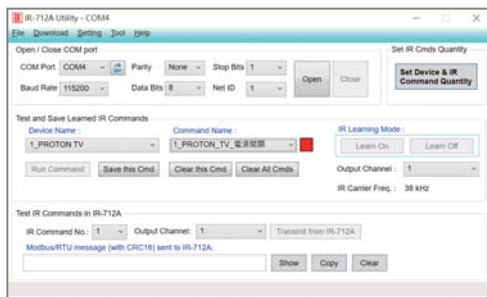 IR-712A Utility - COM4
File Download Setting Tool Help
Open / Close COM port
COM Port COM4 Parity None Stop Bits 1
Baud Rate 115200 Data Bits 8 Net ID 1
Open Close
Set IR Cmds Quantity
Set Device & IR
Command Quantity
Test and Save Learned IR Commands
Device Name : Command Name :
1_PROTON TV 1_PROTON_TV_電源開關
Run Command Save this Cmd Clear this Cmd Clear All Cmds
IR Learning Mode :
Learn On Learn Off
Output Channel : 1
IR Carrier Freq. : 38 kHz
Test IR Commands in IR-712A
IR Command No.: 1 Output Channel: 1 Transmit from IR-712A
Modbus/RTU message (with CRC16) sent to IR-712A:
Show Copy Clear